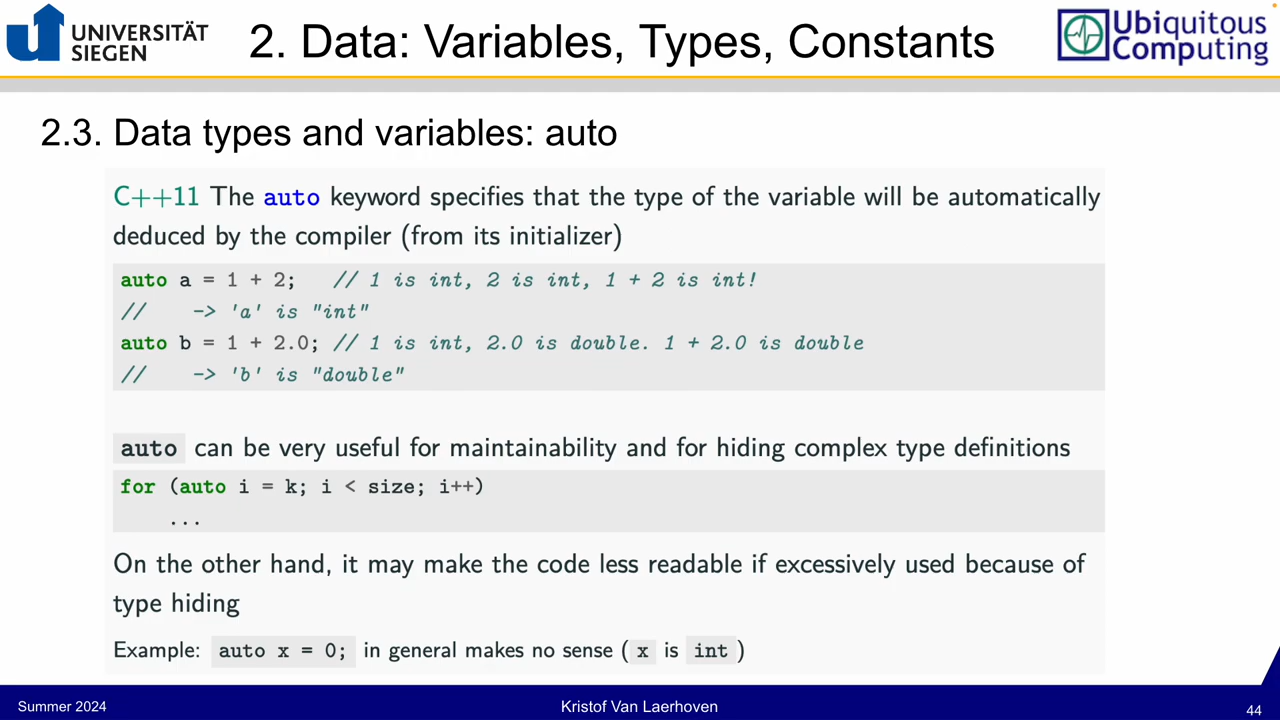 UNIVERSITÄT
SIEGEN
2. Data: Variables, Types, Constants
Ubiquitous
Computing
2.3. Data types and variables: auto
C++11 The auto keyword specifies that the type of the variable will be automatically
deduced by the compiler (from its initializer)
auto a = 1 + 2;   // 1 is int, 2 is int, 1 + 2 is int!
//    -> 'a' is "int"
auto b = 1 + 2.0; // 1 is int, 2.0 is double. 1 + 2.0 is double
//    -> 'b' is "double"
auto can be very useful for maintainability and for hiding complex type definitions
for (auto i = k; i < size; i++)
...
On the other hand, it may make the code less readable if excessively used because of
type hiding
Example: auto x = 0; in general makes no sense ( x is int )
Summer 2024
Kristof Van Laerhoven
44